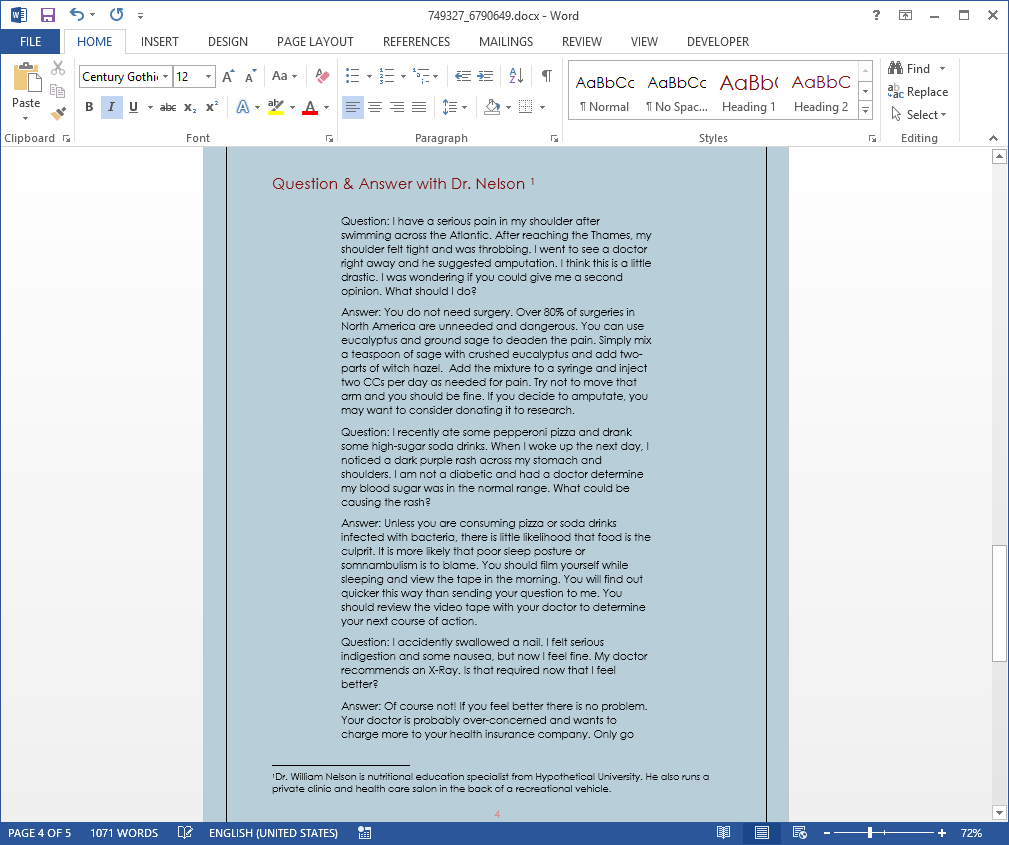 749327_6790649.docx - Word
FILE HOME INSERT DESIGN PAGE LAYOUT REFERENCES MAILINGS REVIEW VIEW DEVELOPER
Paste
Clipboard
Century Gothi 12
Aa
B I U abc x₂ x²
A ab A
Font
Paragraph
AaBbCc AaBbCc AaBb( AaBbC
¶ Normal ¶ No Spac... Heading 1 Heading 2
Styles
Find
Replace
Select
Editing
Question & Answer with Dr. Nelson ¹
Question: I have a serious pain in my shoulder after
swimming across the Atlantic. After reaching the Thames, my
shoulder felt tight and was throbbing. I went to see a doctor
right away and he suggested amputation. I think this is a little
drastic. I was wondering if you could give me a second
opinion. What should I do?
Answer: You do not need surgery. Over 80% of surgeries in
North America are unneeded and dangerous. You can use
eucalyptus and ground sage to deaden the pain. Simply mix
a teaspoon of sage with crushed eucalyptus and add two-
parts of witch hazel.  Add the mixture to a syringe and inject
two CCs per day as needed for pain. Try not to move that
arm and you should be fine. If you decide to amputate, you
may want to consider donating it to research.
Question: I recently ate some pepperoni pizza and drank
some high-sugar soda drinks. When I woke up the next day, I
noticed a dark purple rash across my stomach and
shoulders. I am not a diabetic and had a doctor determine
my blood sugar was in the normal range. What could be
causing the rash?
Answer: Unless you are consuming pizza or soda drinks
infected with bacteria, there is little likelihood that food is the
culprit. It is more likely that poor sleep posture or
somnambulism is to blame. You should film yourself while
sleeping and view the tape in the morning. You will find out
quicker this way than sending your question to me. You
should review the video tape with your doctor to determine
your next course of action.
Question: I accidently swallowed a nail. I felt serious
indigestion and some nausea, but now I feel fine. My doctor
recommends an X-Ray. Is that required now that I feel
better?
Answer: Of course not! If you feel better there is no problem.
Your doctor is probably over-concerned and wants to
charge more to your health insurance company. Only go
¹Dr. William Nelson is nutritional education specialist from Hypothetical University. He also runs a
private clinic and health care salon in the back of a recreational vehicle.
4
PAGE 4 OF 5 1071 WORDS ENGLISH (UNITED STATES) 72%